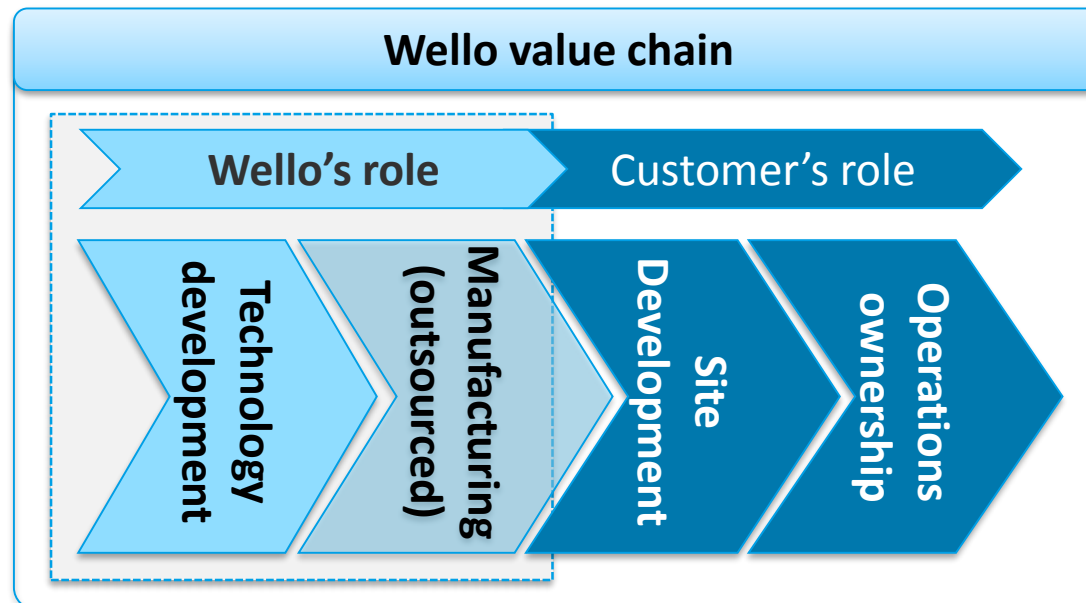 Wello value chain
Wello’s role
Customer’s role
Technology
development
Manufacturing
(outsourced)
Site
Development
Operations
ownership